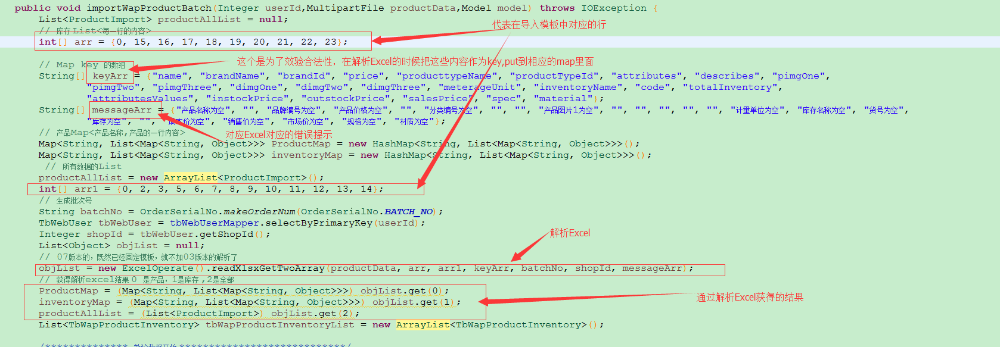 public void importWapProductBatch(Integer userId,MultipartFile productData,Model model) throws IOException {
List<ProductImport> productAllList = null;
代表在导入模板中对应的行
// 库存 List<每一行的内容>
int[] arr = {0, 15, 16, 17, 18, 19, 20, 21, 22, 23};
这个是为了效验合法性，在解析Excel的时候把这些内容作为key,put到相应的map里面
// Map key 的数组
String[] keyArr = {"name", "brandName", "brandId", "price", "producttypeName", "productTypeId", "attributes", "describes", "pimgOne",
"pimgTwo", "pimgThree", "dimgOne", "dimgTwo", "dimgThree", "meterageUnit", "inventoryName", "code", "totalInventory",
"attributesValues", "instockPrice", "outstockPrice", "salesPrice", "spec", "material"};
String[] messageArr = {"产品名称为空", "", "品牌编号为空", "产品价格为空", "", "分类编号为空", "", "", "产品图片1为空", "", "", "", "", "", "计量单位为空", "库存名称为空", "货号为空",
"库存为空", "", "成本价为空", "销售价为空", "市场价为空", "规格为空", "材质为空"};
// 产品Map<产品名称,产品的一行内容>
对应Excel对应的错误提示
Map<String, List<Map<String, Object>>> ProductMap = new HashMap<String, List<Map<String, Object>>>();
Map<String, List<Map<String, Object>>> inventoryMap = new HashMap<String, List<Map<String, Object>>>();
// 所有数据的List
productAllList = new ArrayList<ProductImport>();
int[] arr1 = {0, 2, 3, 5, 6, 7, 8, 9, 10, 11, 12, 13, 14};
// 生成批次号
String batchNo = OrderSerialNo.makeOrderNum(OrderSerialNo.BATCH_NO);
TbWebUser tbWebUser = tbWebUserMapper.selectByPrimaryKey(userId);
Integer shopId = tbWebUser.getShopId();
解析Excel
List<Object> objList = null;
// 07版本的，既然已经固定模板，就不加03版本的解析了
objList = new ExcelOperate().readXlsxGetTwoArray(productData, arr, arr1, keyArr, batchNo, shopId, messageArr);
// 获得解析excel结果 0 是产品，1是库存 ,2是全部
ProductMap = (Map<String, List<Map<String, Object>>>) objList.get(0);
通过解析Excel获得的结果
inventoryMap = (Map<String, List<Map<String, Object>>>) objList.get(1);
productAllList = (List<ProductImport>) objList.get(2);
List<TbWapProductInventory> tbWapProductInventoryList = new ArrayList<TbWapProductInventory>();
/************** 效验数据开始 ****************************/